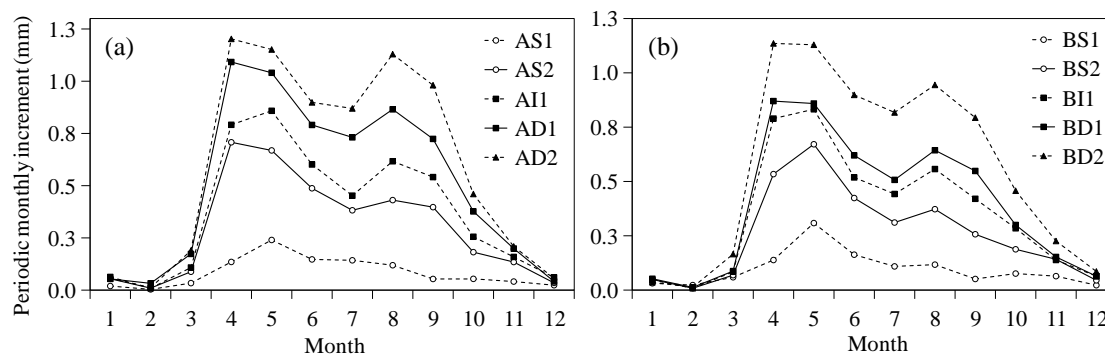 Periodic monthly increment (mm)
1.3
1.0
0.8
0.5
0.3
0.0
(a)
AS1
AS2
AI1
AD1
AD2
1 2 3 4 5 6 7 8 9 10 11 12
Month
1.3
1.0
0.8
0.5
0.3
0.0
(b)
BS1
BS2
BI1
BD1
BD2
1 2 3 4 5 6 7 8 9 10 11 12
Month